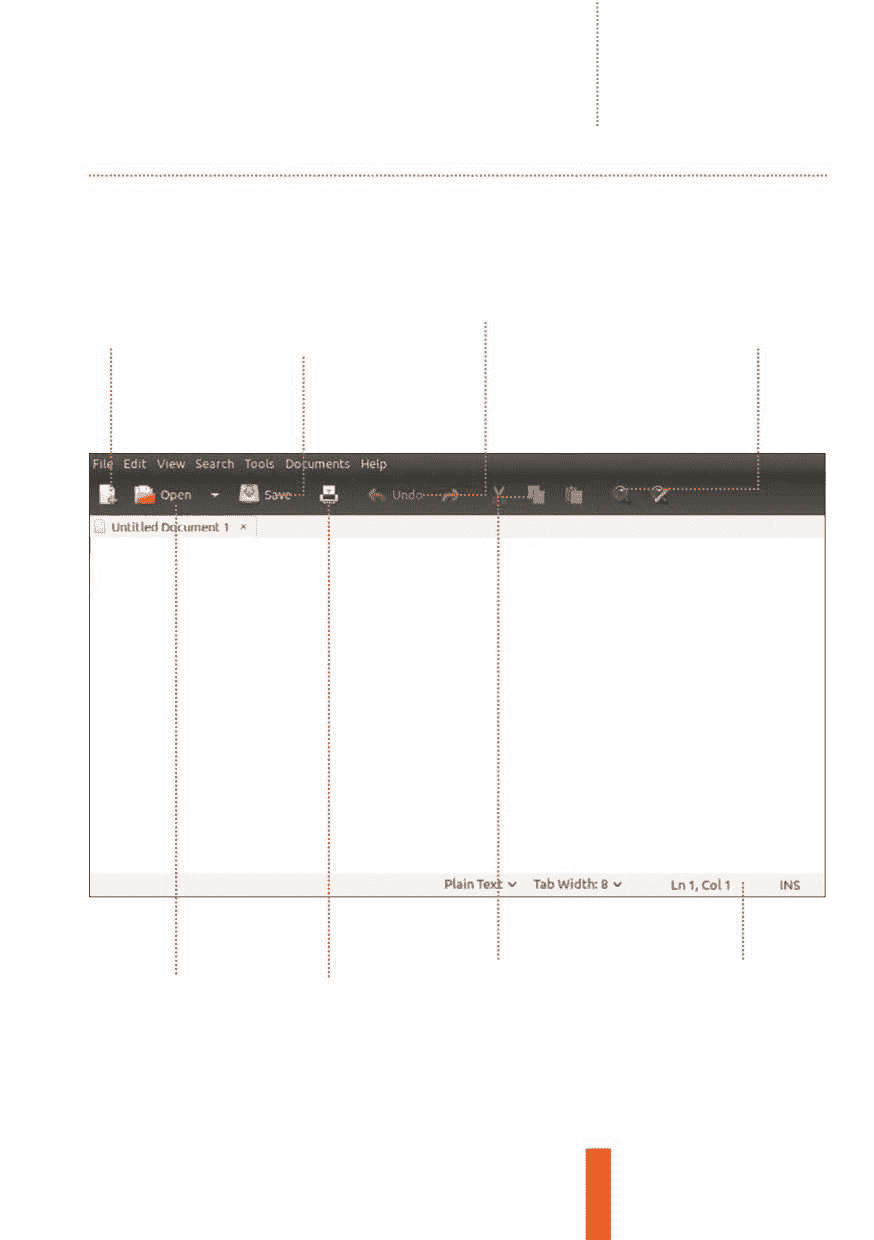 File Edit View Search Tools Documents Help
Open Save Undo
Untitled Document 1 ×
Plain Text Tab Width: 8 Ln 1, Col 1 INS